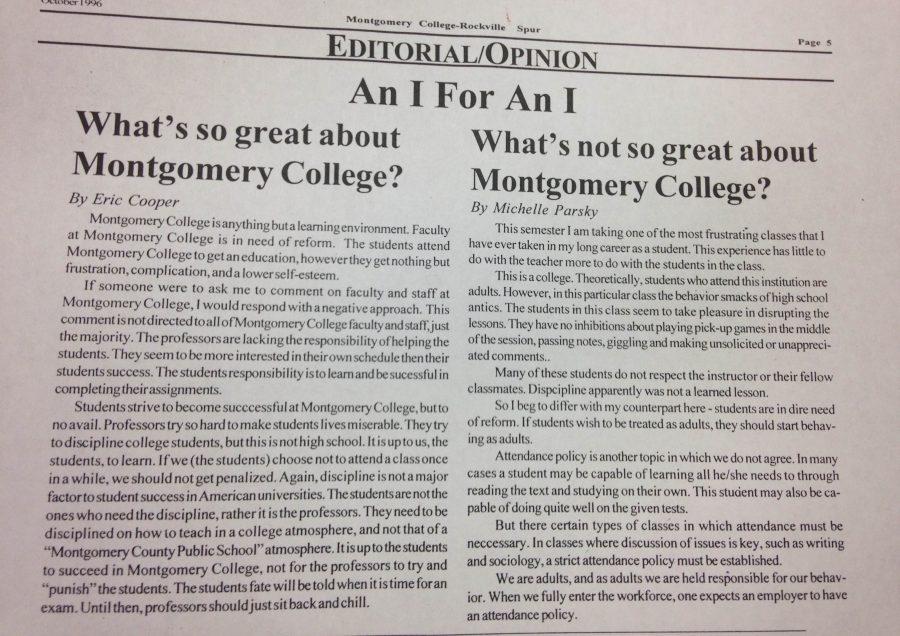 October 1996
Montgomery College-Rockville Spur
Page 5
EDITORIAL/OPINION
An I For An I
What's so great about
Montgomery College?
By Eric Cooper
Montgomery College is anything but a learning environment. Faculty
at Montgomery College is in need of reform. The students attend
Montgomery College to get an education, however they get nothing but
frustration, complication, and a lower self-esteem.
If someone were to ask me to comment on faculty and staff at
Montgomery College, I would respond with a negative approach. This
comment is not directed to all of Montgomery College faculty and staff, just
the majority. The professors are lacking the responsibility of helping the
students. They seem to be more interested in their own schedule then their
students success. The students responsibility is to learn and be sucessful in
completing their assignments.
Students strive to become succcessful at Montgomery College, but to
no avail. Professors try so hard to make students lives miserable. They try
to discipline college students, but this is not high school. It is up to us, the
students, to learn. If we (the students) choose not to attend a class once
in a while, we should not get penalized. Again, discipline is not a major
factor to student success in American universities. The students are not the
ones who need the discipline, rather it is the professors. They need to be
disciplined on how to teach in a college atmosphere, and not that of a
“Montgomery County Public School” atmosphere. It is up to the students
to succeed in Montgomery College, not for the professors to try and
“punish” the students. The students fate will be told when it is time for an
exam. Until then, professors should just sit back and chill.
What's not so great about
Montgomery College?
By Michelle Parsky
This semester I am taking one of the most frustrating classes that I
have ever taken in my long career as a student. This experience has little to
do with the teacher more to do with the students in the class.
This is a college. Theoretically, students who attend this institution are
adults. However, in this particular class the behavior smacks of high school
antics. The students in this class seem to take pleasure in disrupting the
lessons. They have no inhibitions about playing pick-up games in the middle
of the session, passing notes, giggling and making unsolicited or unappreci-
ated comments..
Many of these students do not respect the instructor or their fellow
classmates. Dispcipline apparently was not a learned lesson.
So I beg to differ with my counterpart here - students are in dire need
of reform. If students wish to be treated as adults, they should start behav-
ing as adults.
Attendance policy is another topic in which we do not agree. In many
cases a student may be capable of learning all he/she needs to through
reading the text and studying on their own. This student may also be ca-
pable of doing quite well on the given tests.
But there certain types of classes in which attendance must be
neccessary. In classes where discussion of issues is key, such as writing
and sociology, a strict attendance policy must be established.
We are adults, and as adults we are held responsible for our behav-
ior. When we fully enter the workforce, one expects an employer to have
an attendance policy.